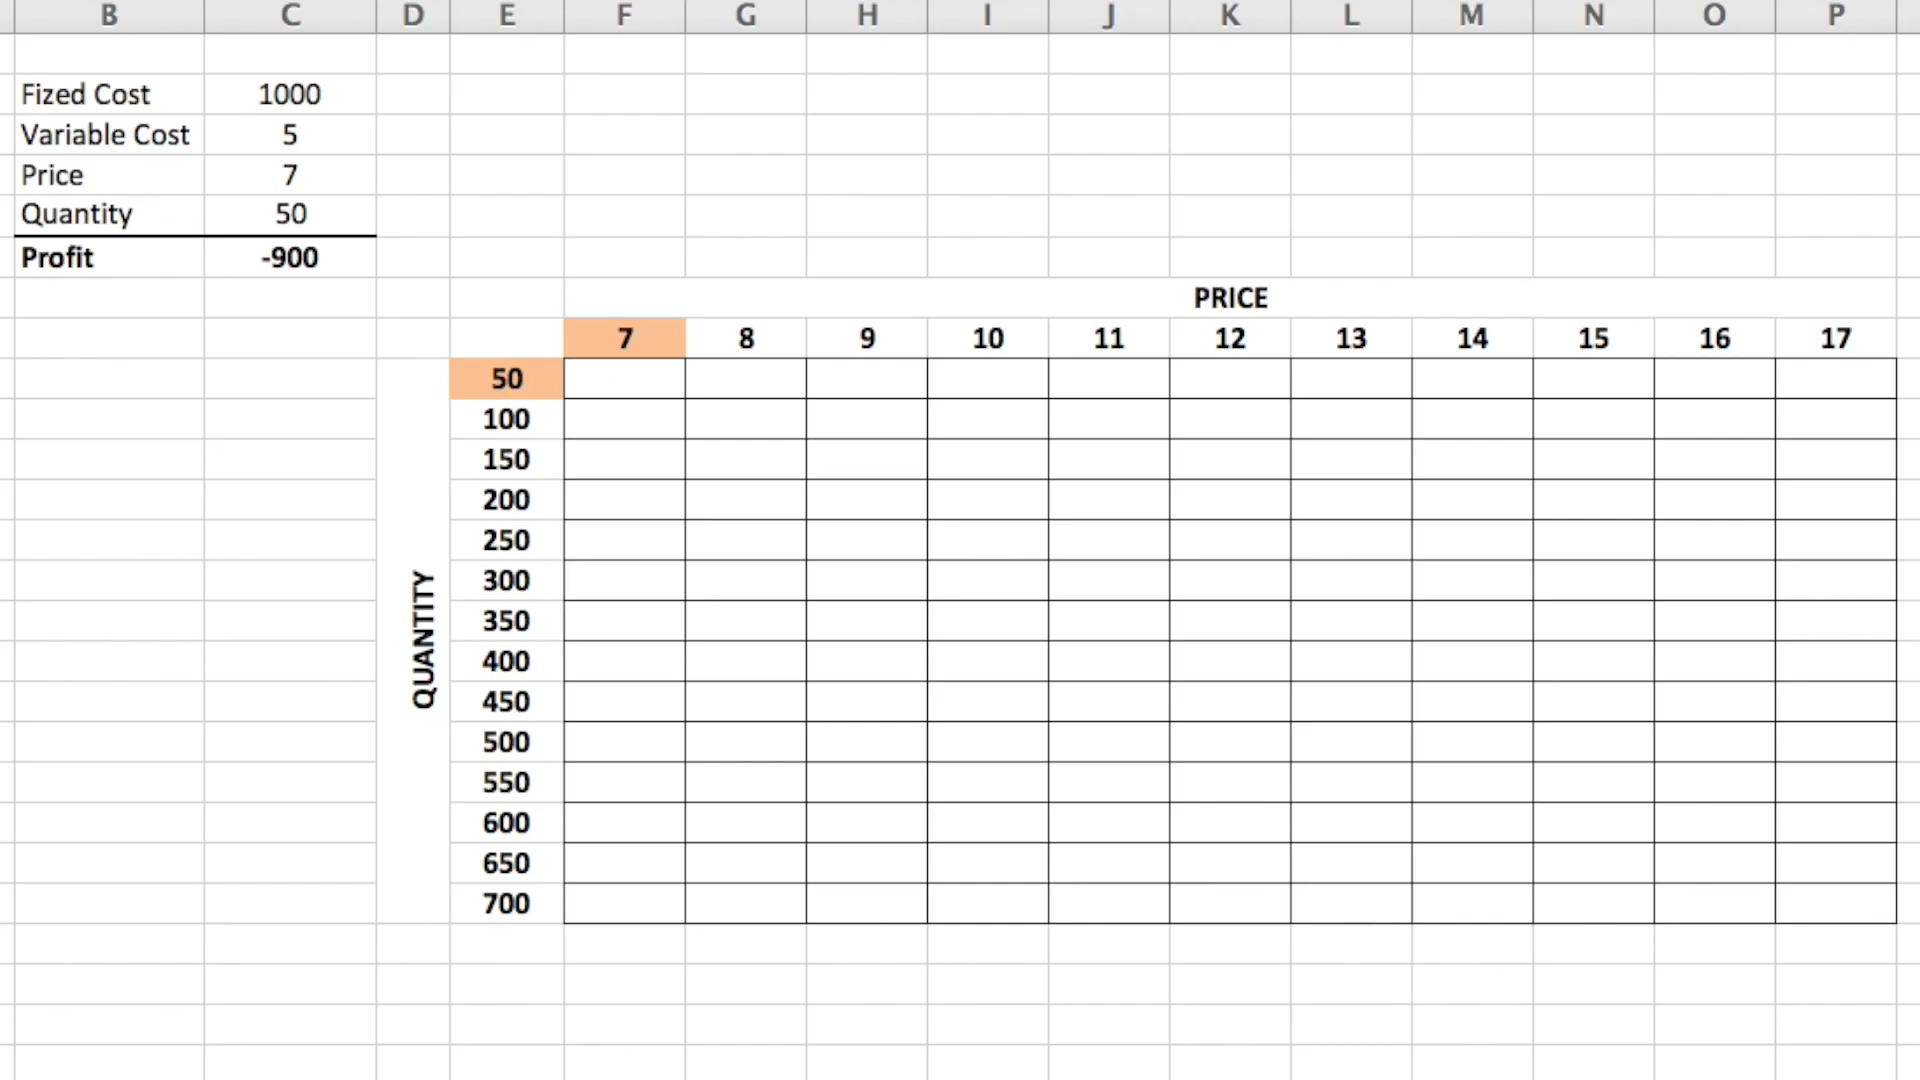 B C D E F G H I J K L M N O P
Fized Cost 1000
Variable Cost 5
Price 7
Quantity 50
Profit -900
PRICE
7 8 9 10 11 12 13 14 15 16 17
QUANTITY
50
100
150
200
250
300
350
400
450
500
550
600
650
700